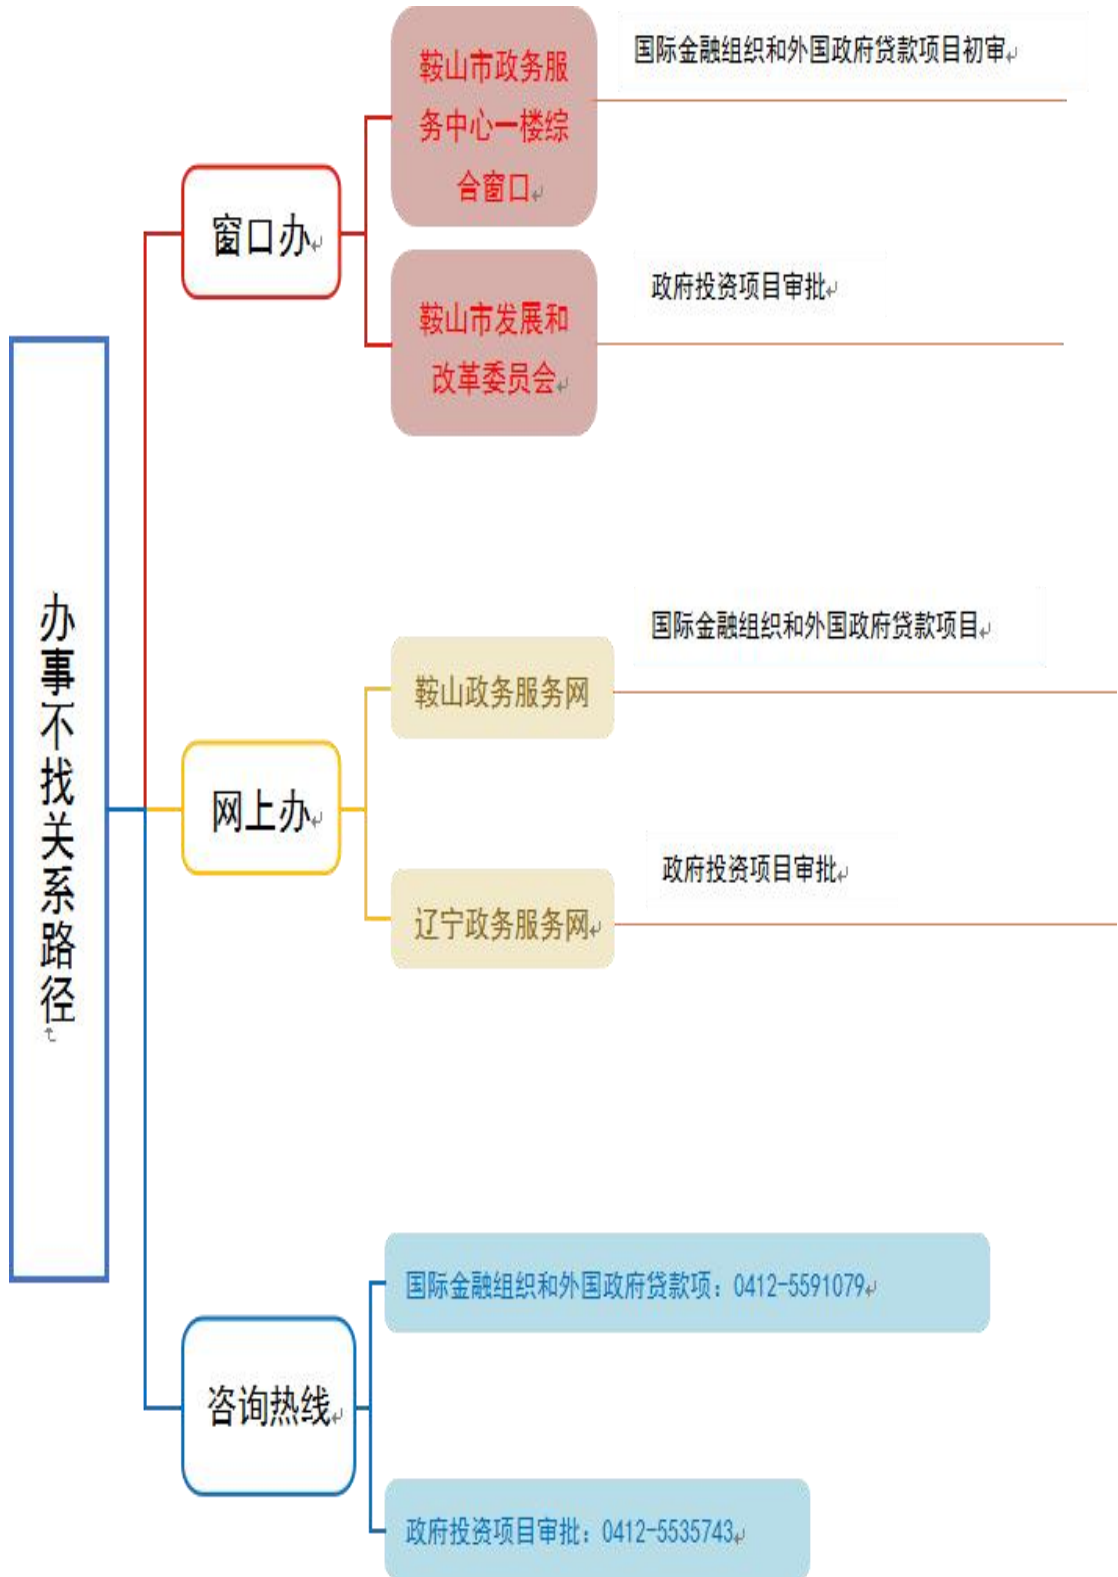 办事不找关系路径
窗口办
鞍山市政务服
务中心一楼综
合窗口
国际金融组织和外国政府贷款项目初审
鞍山市发展和
改革委员会
政府投资项目审批
网上办
鞍山政务服务网
国际金融组织和外国政府贷款项目
辽宁政务服务网
政府投资项目审批
咨询热线
国际金融组织和外国政府贷款项：0412-5591079
政府投资项目审批：0412-5535743